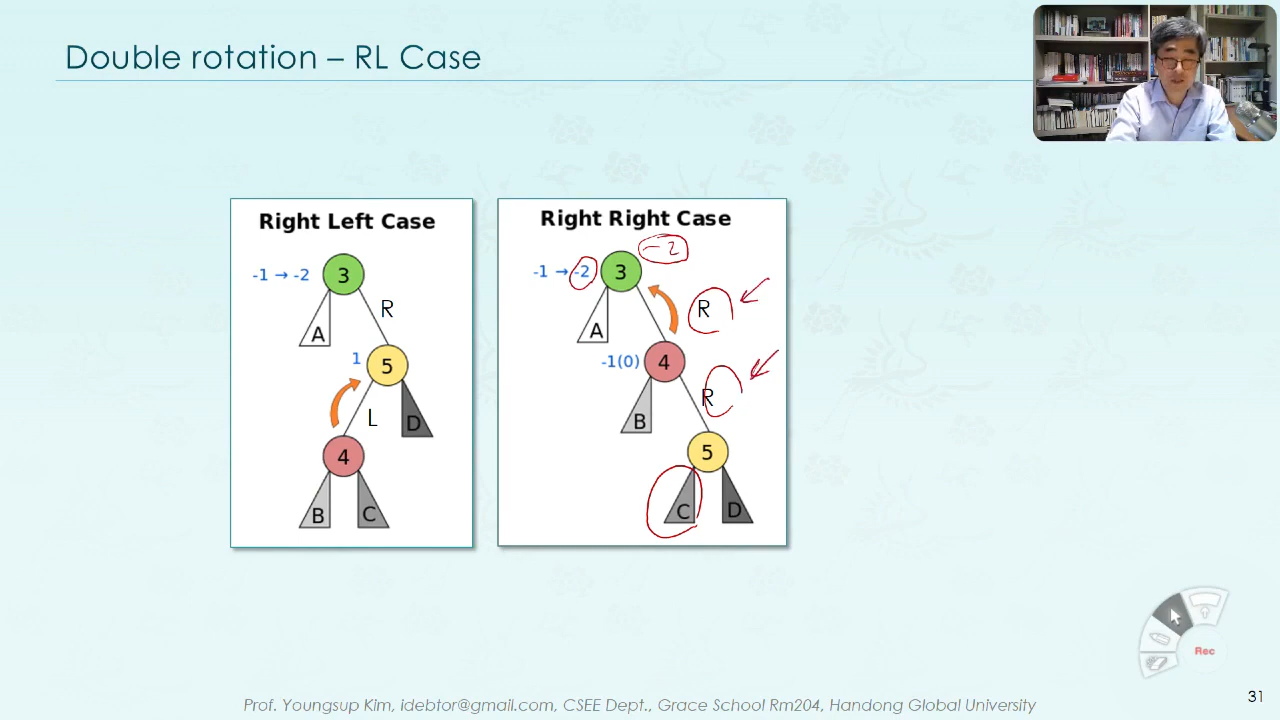 Double rotation – RL Case
Right Left Case
-1 → -2 3
A
R
1 5
L
D
4
B C
Right Right Case
-2
-1 → -2 3
A
R
-1(0) 4
B
R
5
C D
Rec
Prof. Youngsup Kim, idebtor@gmail.com, CSEE Dept., Grace School Rm204, Handong Global University
31